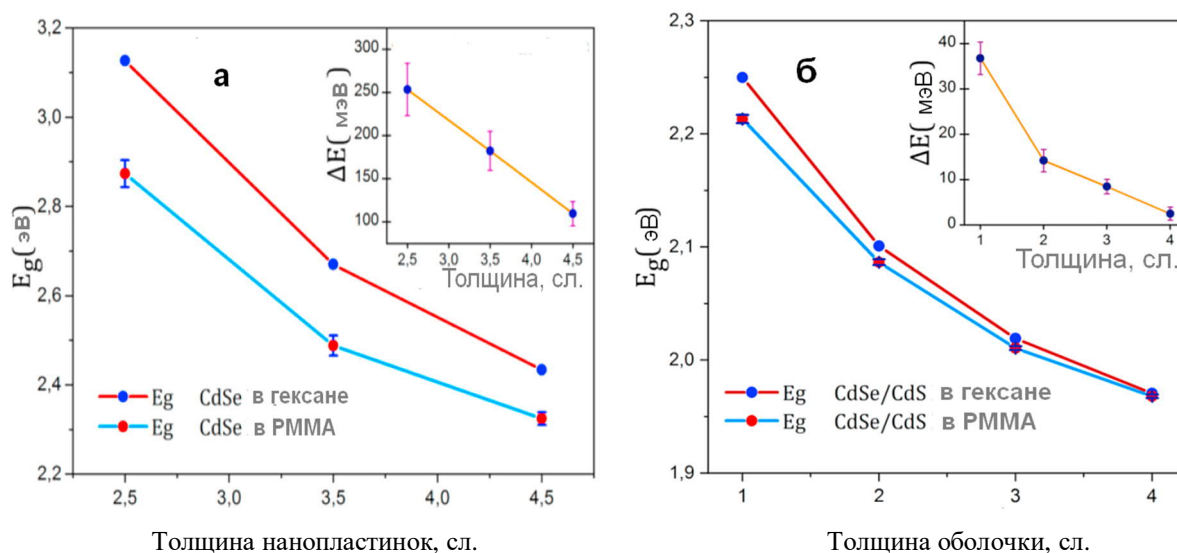 3,2
3,0
2,8
2,6
2,4
2,2
Eg(эВ)
а
300
250
200
150
100
ΔE( мэВ)
2,5 3,0 3,5 4,0 4,5
Толщина, сл.
Eg CdSe в гексане
Eg CdSe в РММА
2,5 3,0 3,5 4,0 4,5
Толщина нанопластинок, сл.
2,3
2,2
2,1
2,0
1,9
Eg(эВ)
б
40
30
20
10
0
ΔE( мэВ)
1 2 3 4
Толщина, сл.
Eg CdSe/CdS в гексане
Eg CdSe/CdS в РММА
1 2 3 4
Толщина оболочки, сл.